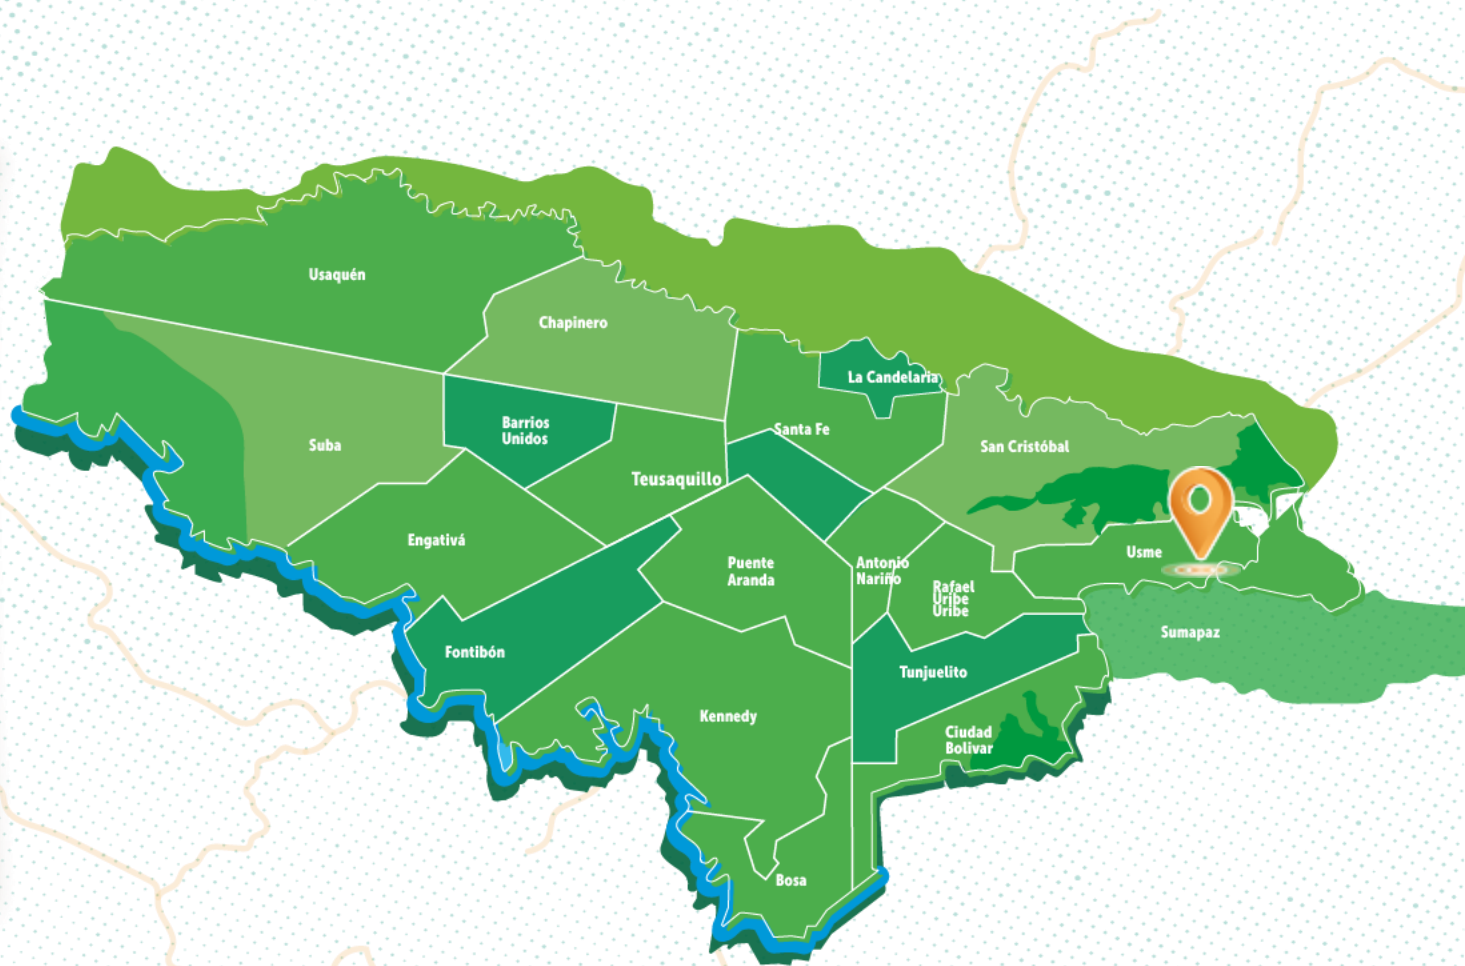 Usaquén
Chapinero
La Candelaria
Barrios
Unidos
Santa Fe
Suba
San Cristóbal
Teusaquillo
Engativá
Usme
Puente
Aranda
Antonio
Nariño
Rafael
Uribe
Uribe
Sumapaz
Fontibón
Tunjuelito
Kennedy
Ciudad
Bolivar
Bosa